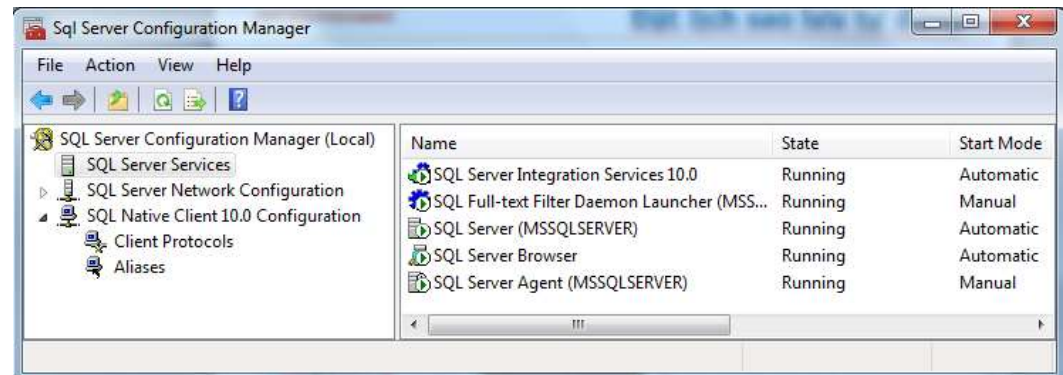 Sql Server Configuration Manager
File Action View Help
SQL Server Configuration Manager (Local)
SQL Server Services
SQL Server Network Configuration
SQL Native Client 10.0 Configuration
Client Protocols
Aliases
Name State Start Mode
SQL Server Integration Services 10.0 Running Automatic
SQL Full-text Filter Daemon Launcher (MSS... Running Manual
SQL Server (MSSQLSERVER) Running Automatic
SQL Server Browser Running Automatic
SQL Server Agent (MSSQLSERVER) Running Manual